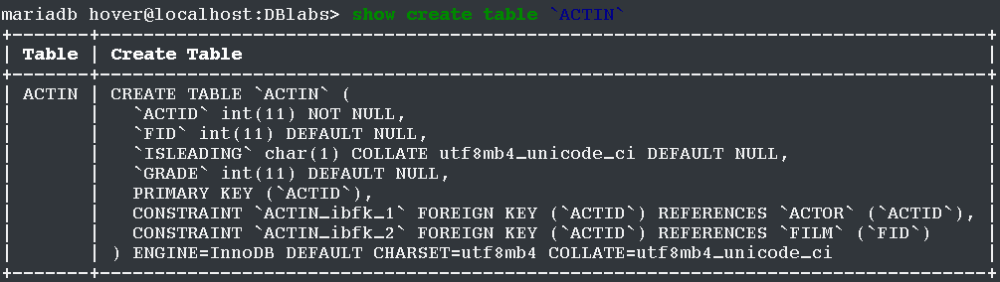 mariadb hover@localhost:DBlabs> show create table `ACTIN`
+-------+-------------------------------------------------------------------------+
| Table | Create Table                                                            |
+-------+-------------------------------------------------------------------------+
| ACTIN | CREATE TABLE `ACTIN` (                                                  |
|       |   `ACTID` int(11) NOT NULL,                                             |
|       |   `FID` int(11) DEFAULT NULL,                                           |
|       |   `ISLEADING` char(1) COLLATE utf8mb4_unicode_ci DEFAULT NULL,          |
|       |   `GRADE` int(11) DEFAULT NULL,                                         |
|       |   PRIMARY KEY (`ACTID`),                                                |
|       |   CONSTRAINT `ACTIN_ibfk_1` FOREIGN KEY (`ACTID`) REFERENCES `ACTOR` (`ACTID`), |
|       |   CONSTRAINT `ACTIN_ibfk_2` FOREIGN KEY (`ACTID`) REFERENCES `FILM` (`FID`) |
|       | ) ENGINE=InnoDB DEFAULT CHARSET=utf8mb4 COLLATE=utf8mb4_unicode_ci      |
+-------+-------------------------------------------------------------------------+